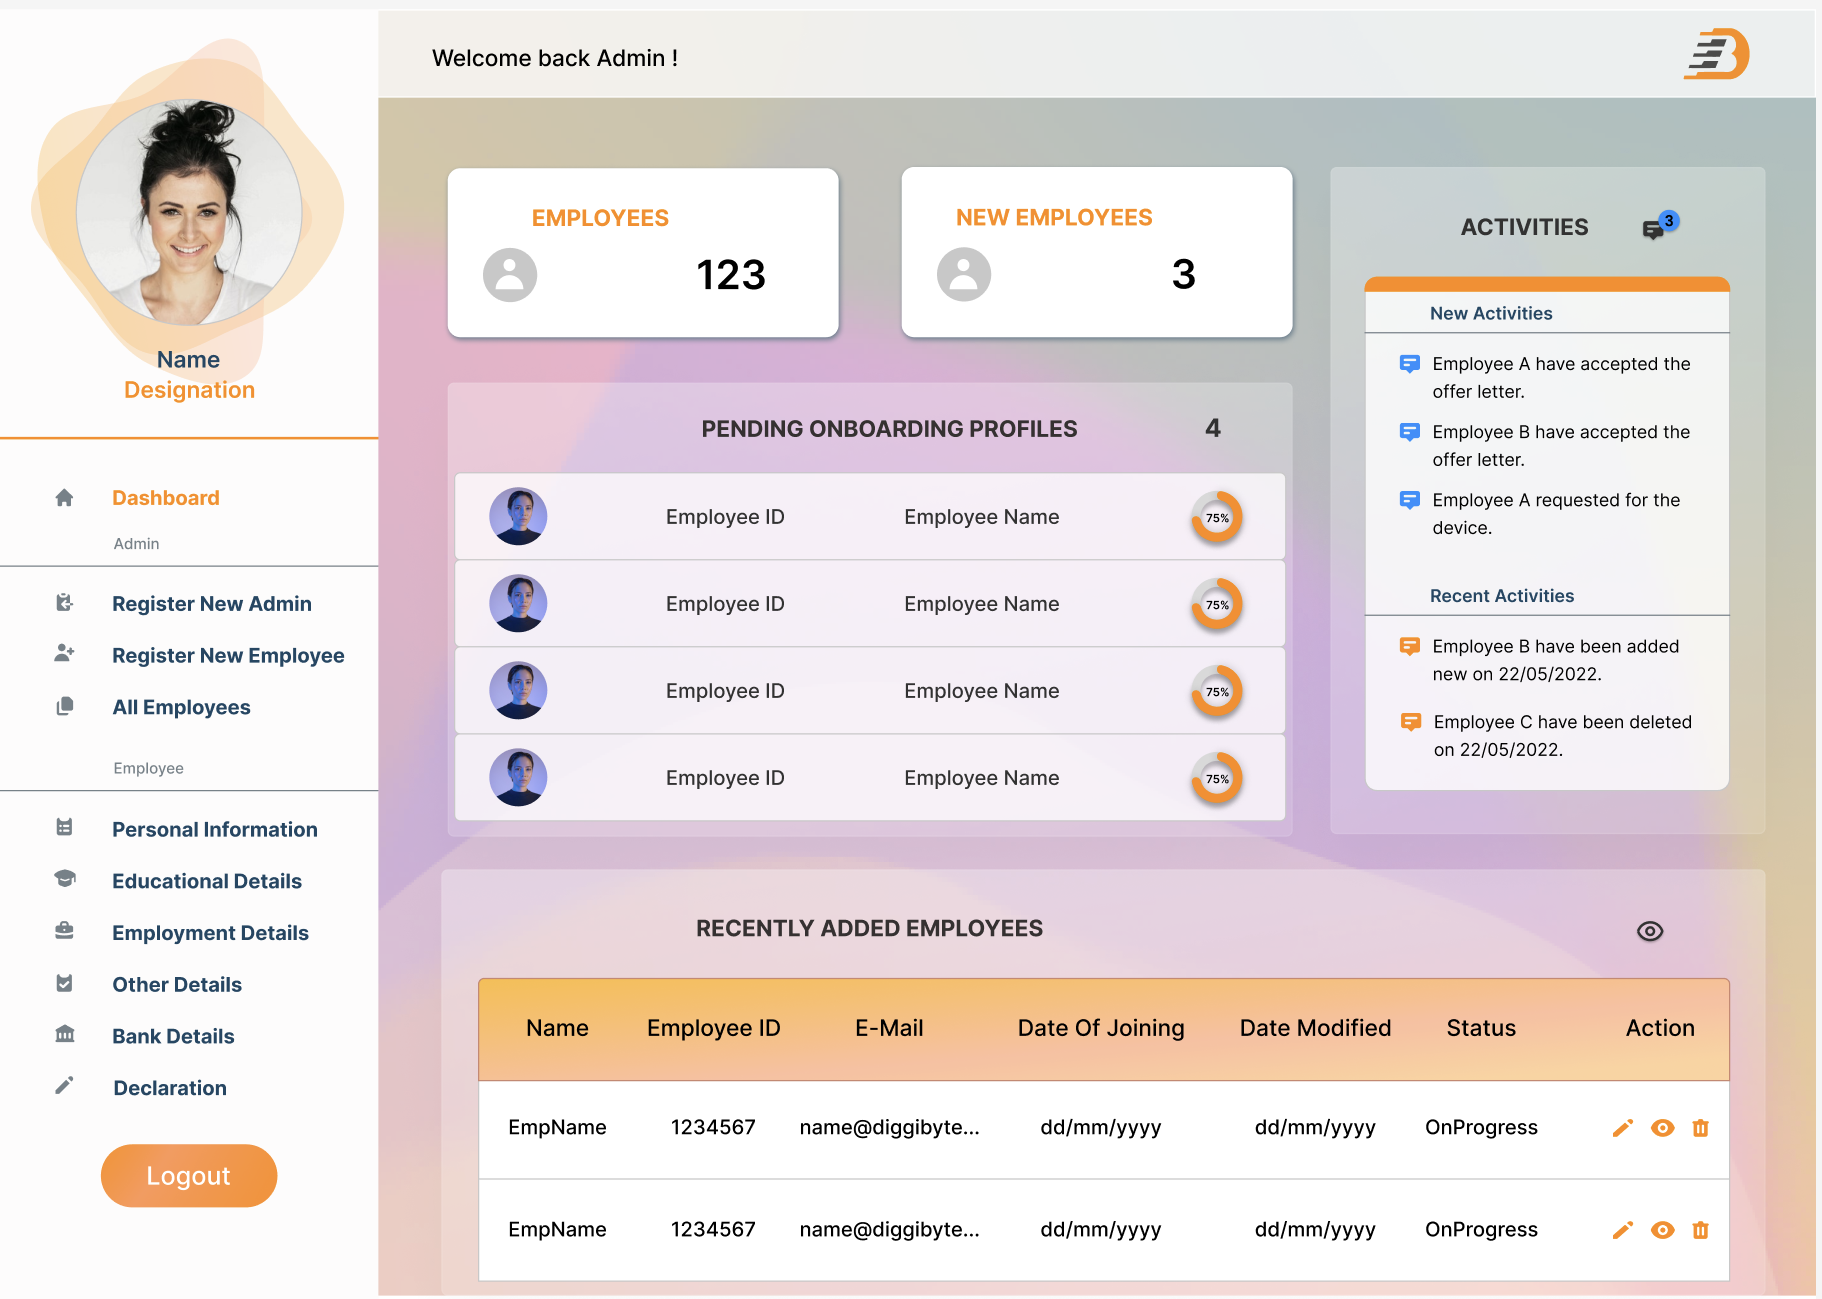 Welcome back Admin !
Name
Designation
Dashboard
Admin
Register New Admin
Register New Employee
All Employees
Employee
Personal Information
Educational Details
Employment Details
Other Details
Bank Details
Declaration
Logout
EMPLOYEES
123
NEW EMPLOYEES
3
PENDING ONBOARDING PROFILES 4
Employee ID Employee Name 75%
Employee ID Employee Name 75%
Employee ID Employee Name 75%
Employee ID Employee Name 75%
ACTIVITIES 3
New Activities
Employee A have accepted the
offer letter.
Employee B have accepted the
offer letter.
Employee A requested for the
device.
Recent Activities
Employee B have been added
new on 22/05/2022.
Employee C have been deleted
on 22/05/2022.
RECENTLY ADDED EMPLOYEES
Name Employee ID E-Mail Date Of Joining Date Modified Status Action
EmpName 1234567 name@diggibyte... dd/mm/yyyy dd/mm/yyyy OnProgress
EmpName 1234567 name@diggibyte... dd/mm/yyyy dd/mm/yyyy OnProgress